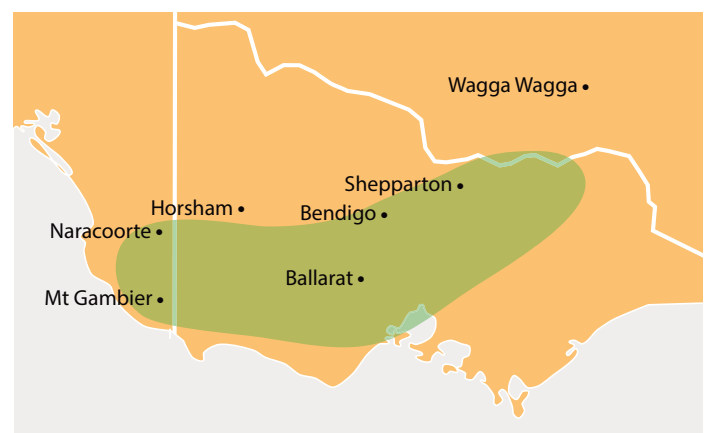 Wagga Wagga
Shepparton
Horsham
Bendigo
Naracoorte
Ballarat
Mt Gambier